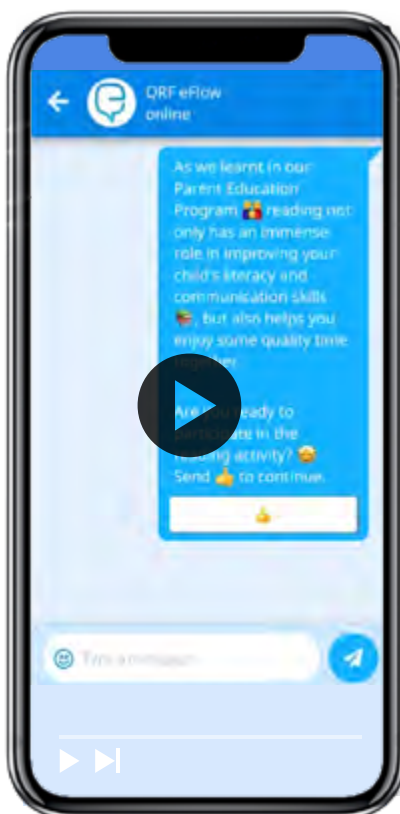 QRF eFlow
online
As we learnt in our
Parent Education
Program 👪 reading not
only has an immense
role in improving your
child's literacy and
communication skills
📚, but also helps you
enjoy some quality time
together
Are you ready to
participate in the
reading activity? 🤩
Send 👍 to continue.
👍
Type a message